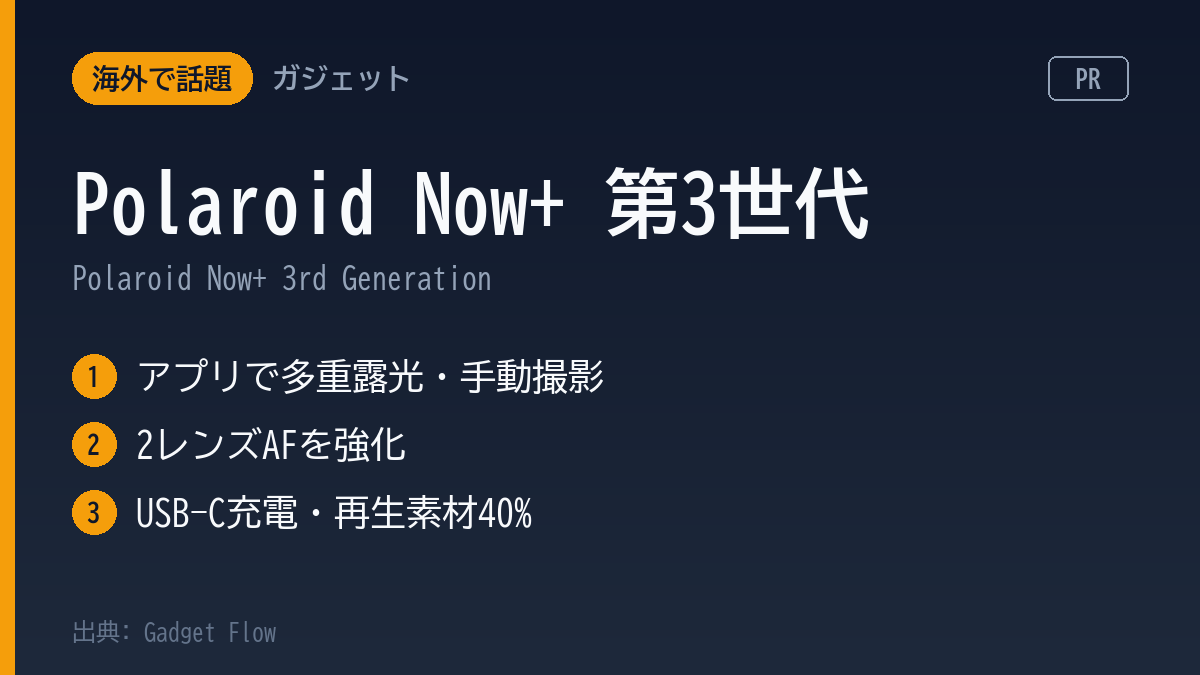 海外で話題 ガジェット PR
Polaroid Now+ 第3世代
Polaroid Now+ 3rd Generation
1 アプリで多重露光・手動撮影
2 2レンズAFを強化
3 USB-C充電・再生素材40%
出典: Gadget Flow